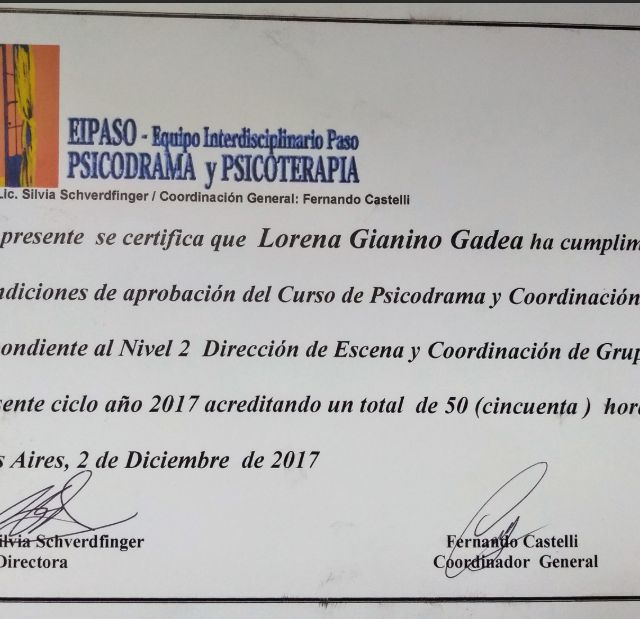 EIPASO - Equipo Interdisciplinario Paso
PSICODRAMA y PSICOTERAPIA
Lic. Silvia Schverdfinger / Coordinación General: Fernando Castelli
presente se certifica que Lorena Gianino Gadea ha cumplim
ndiciones de aprobación del Curso de Psicodrama y Coordinación
pondiente al Nivel 2 Dirección de Escena y Coordinación de Grup
sente ciclo año 2017 acreditando un total de 50 (cincuenta ) hor
s Aires, 2 de Diciembre de 2017
ilvia Schverdfinger Fernando Castelli
Directora Coordinador General